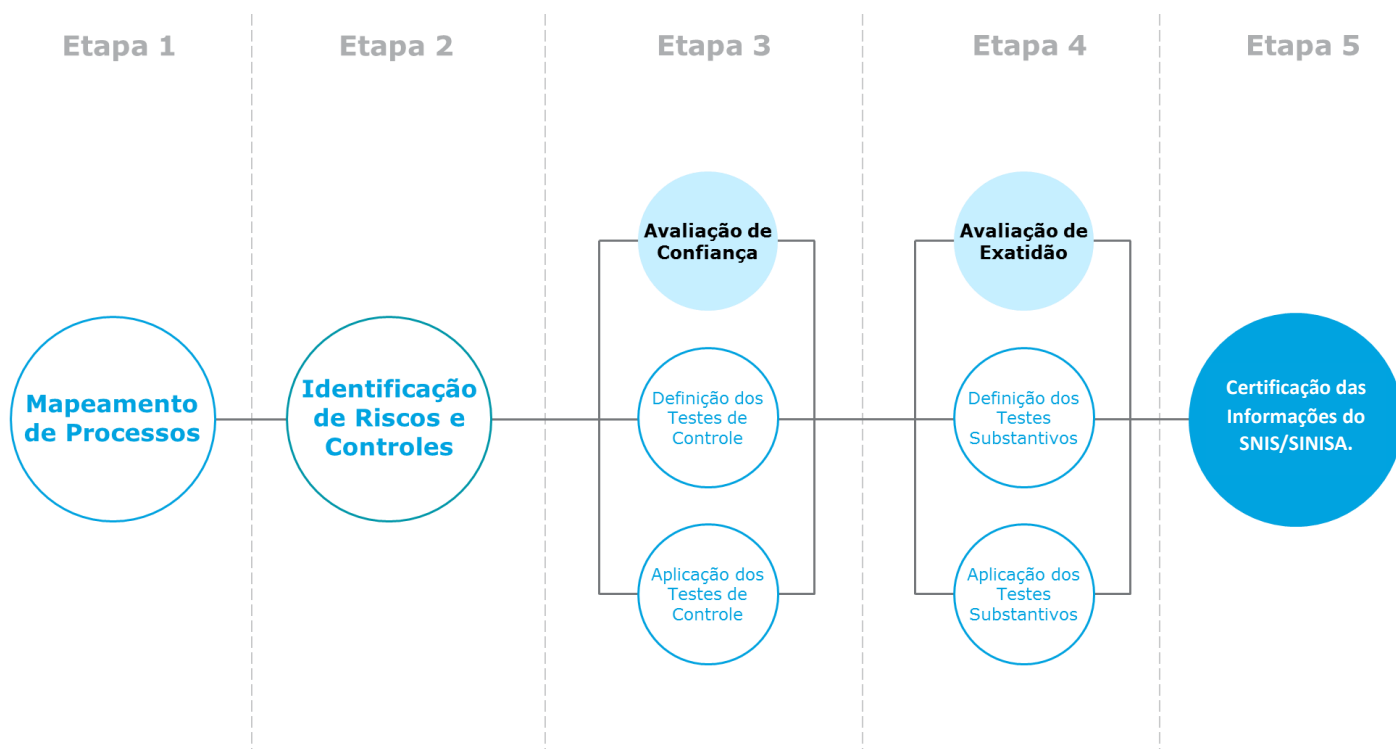 Etapa 1
Etapa 2
Etapa 3
Etapa 4
Etapa 5
Mapeamento
de Processos
Identificação
de Riscos e
Controles
Avaliação de
Confiança
Definição dos
Testes de
Controle
Aplicação dos
Testes de
Controle
Avaliação de
Exatidão
Definição dos
Testes
Substantivos
Aplicação dos
Testes
Substantivos
Certificação das
Informações do
SNIS/SINISA.